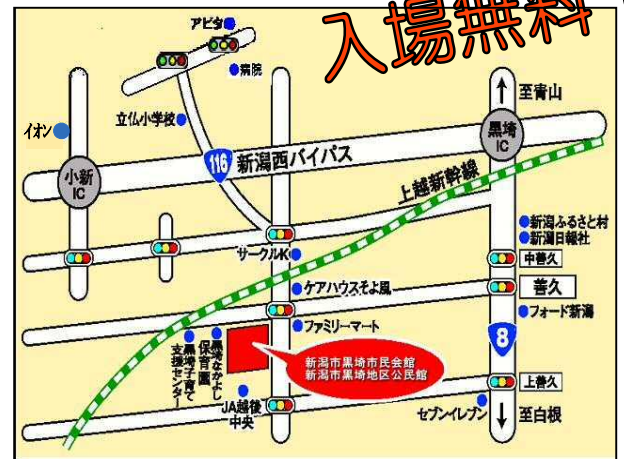 入場無料
アピタ
病院
至青山
イオン
立仏小学校
黒埼
IC
小新
IC
116
新潟西バイパス
上越新幹線
新潟ふるさと村
新潟日報社
サークルK
中善久
ケアハウスそよ風
善久
ファミリーマート
フォード新潟
8
黒埼なかよし
保育園
黒埼子育て
支援センター
新潟市黒埼市民会館
新潟市黒埼地区公民館
上善久
JA越後
中央
セブンイレブン
至白根